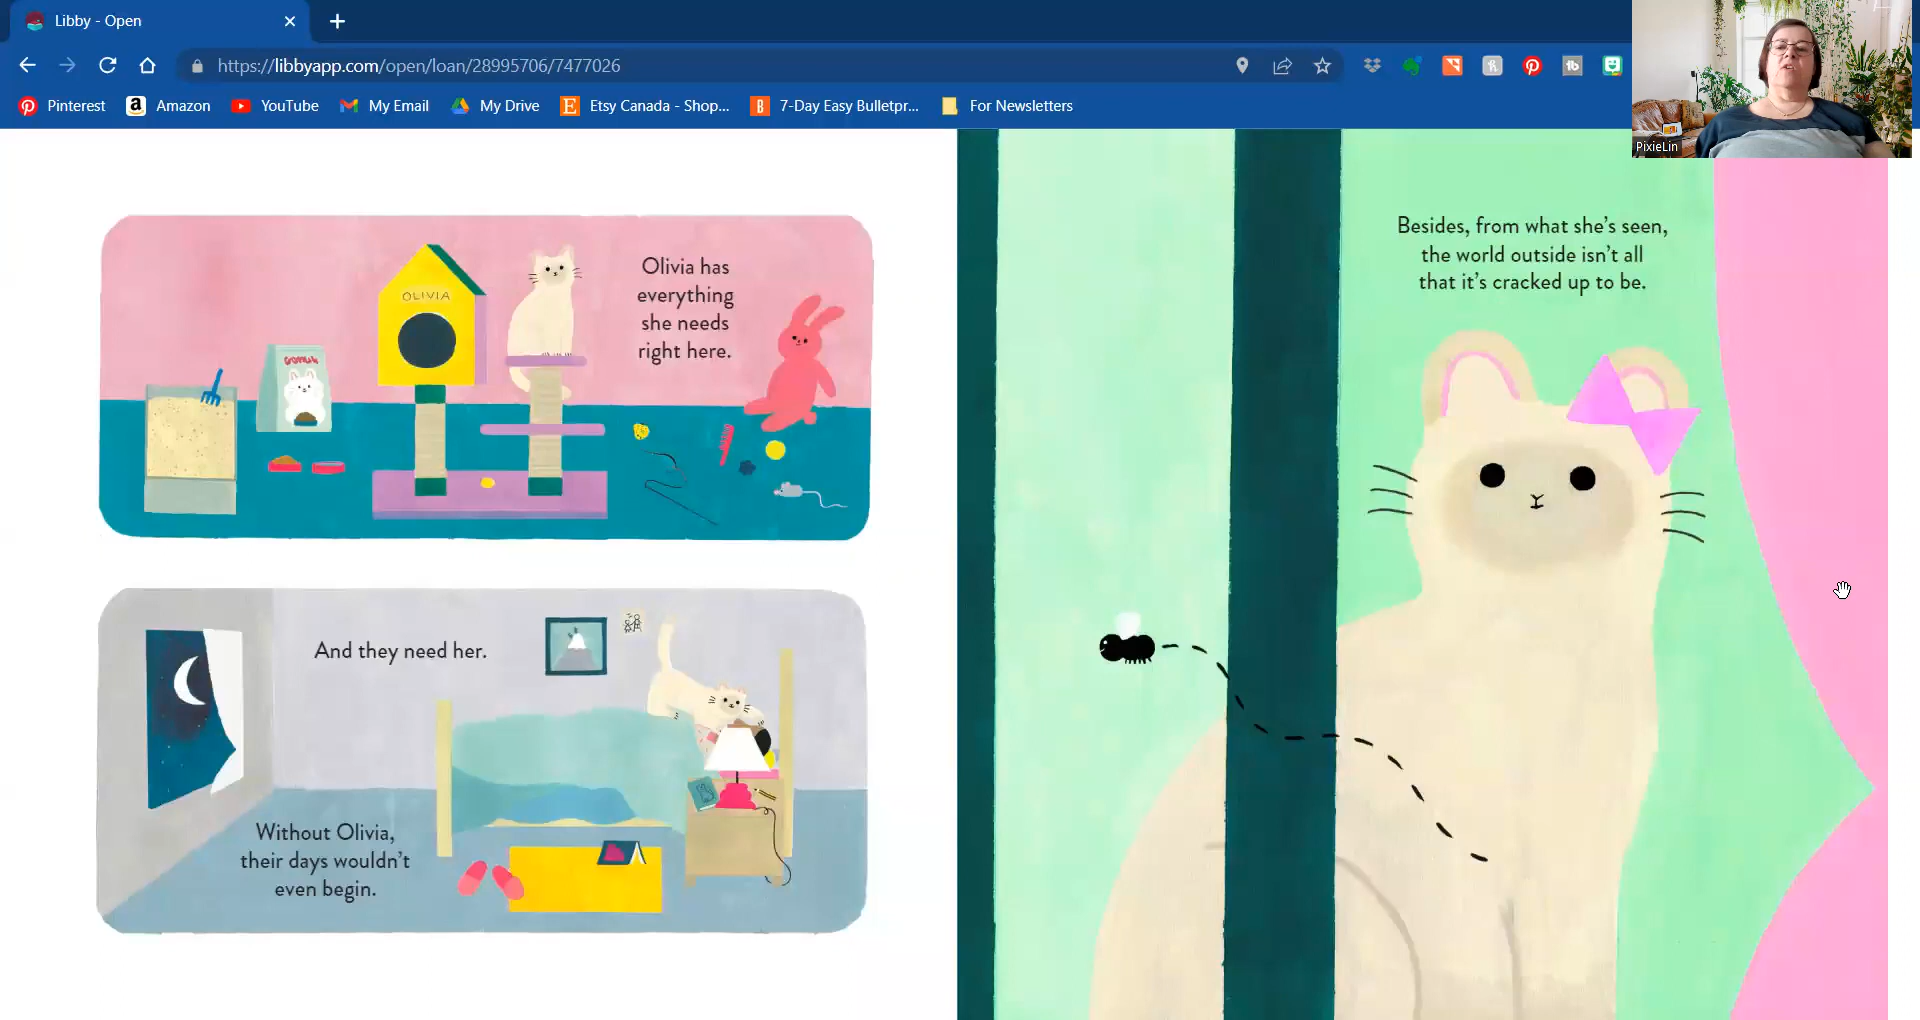 Libby - Open
https://libbyapp.com/open/loan/28995706/7477026
Pinterest
Amazon
YouTube
My Email
My Drive
Etsy Canada - Shop...
7-Day Easy Bulletpr...
For Newsletters
PixieLin
OLIVIA
Olivia has
everything
she needs
right here.
And they need her.
Without Olivia,
their days wouldn't
even begin.
Besides, from what she's seen,
the world outside isn't all
that it's cracked up to be.